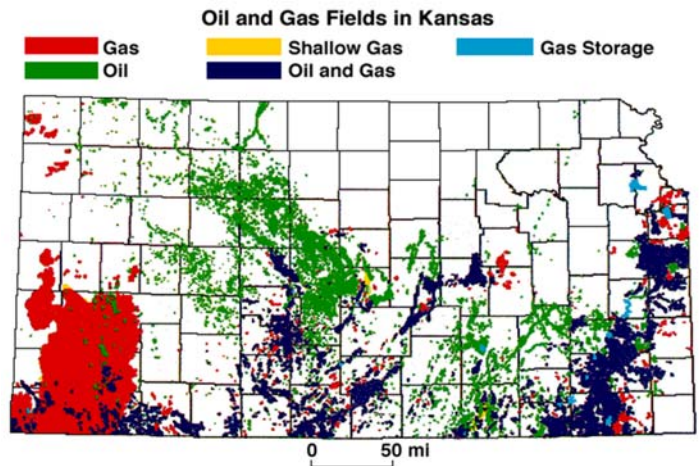 Oil and Gas Fields in Kansas
Gas
Shallow Gas
Gas Storage
Oil
Oil and Gas
0 50 mi